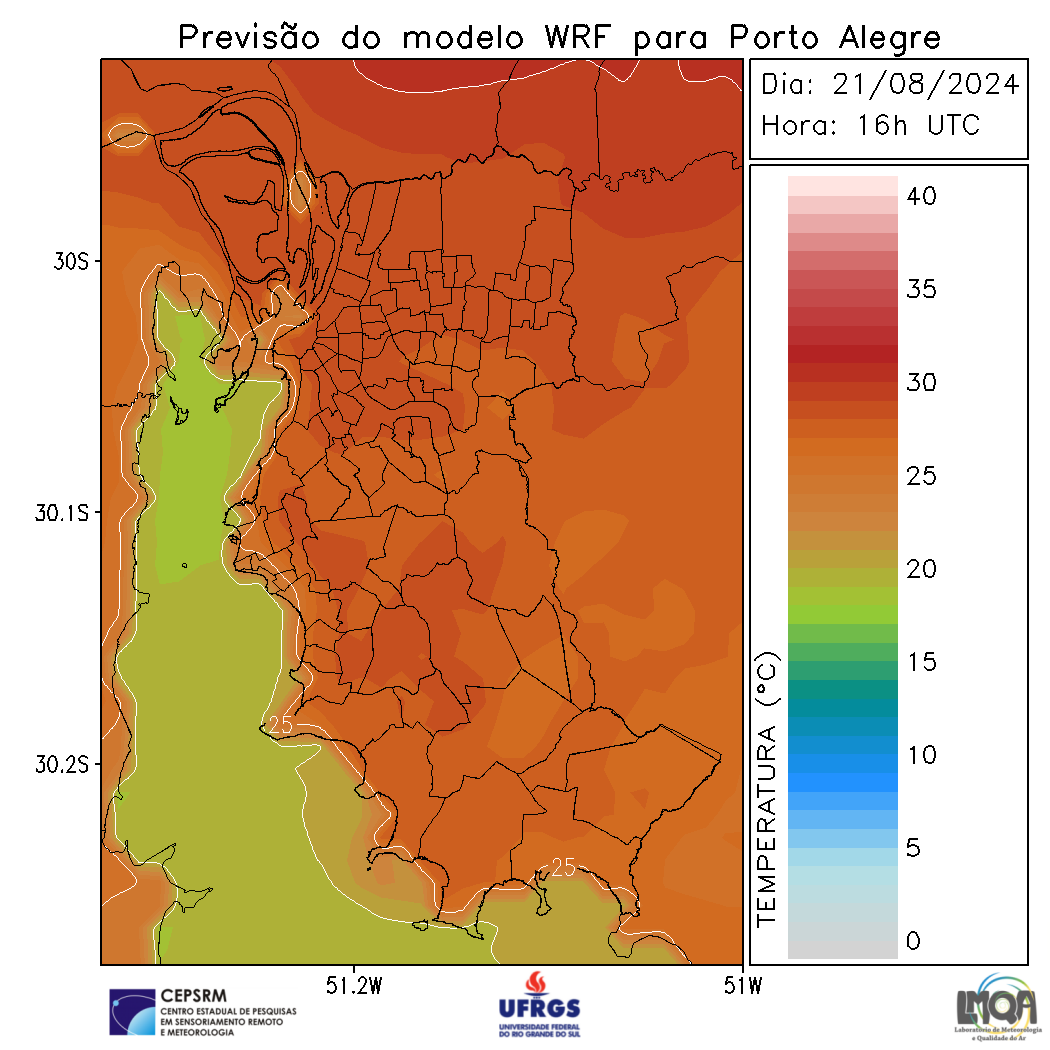 Previsão do modelo WRF para Porto Alegre
Dia: 21/08/2024
Hora: 16h UTC
40
35
30
25
20
15
10
5
0
TEMPERATURA (°C)
30S
30.1S
30.2S
25
25
51.2W
51W
CEPSRM
CENTRO ESTADUAL DE PESQUISAS
EM SENSORIAMENTO REMOTO
E METEOROLOGIA
UFRGS
UNIVERSIDADE FEDERAL
DO RIO GRANDE DO SUL
LMQA
Laboratório de Meteorologia
e Qualidade do Ar